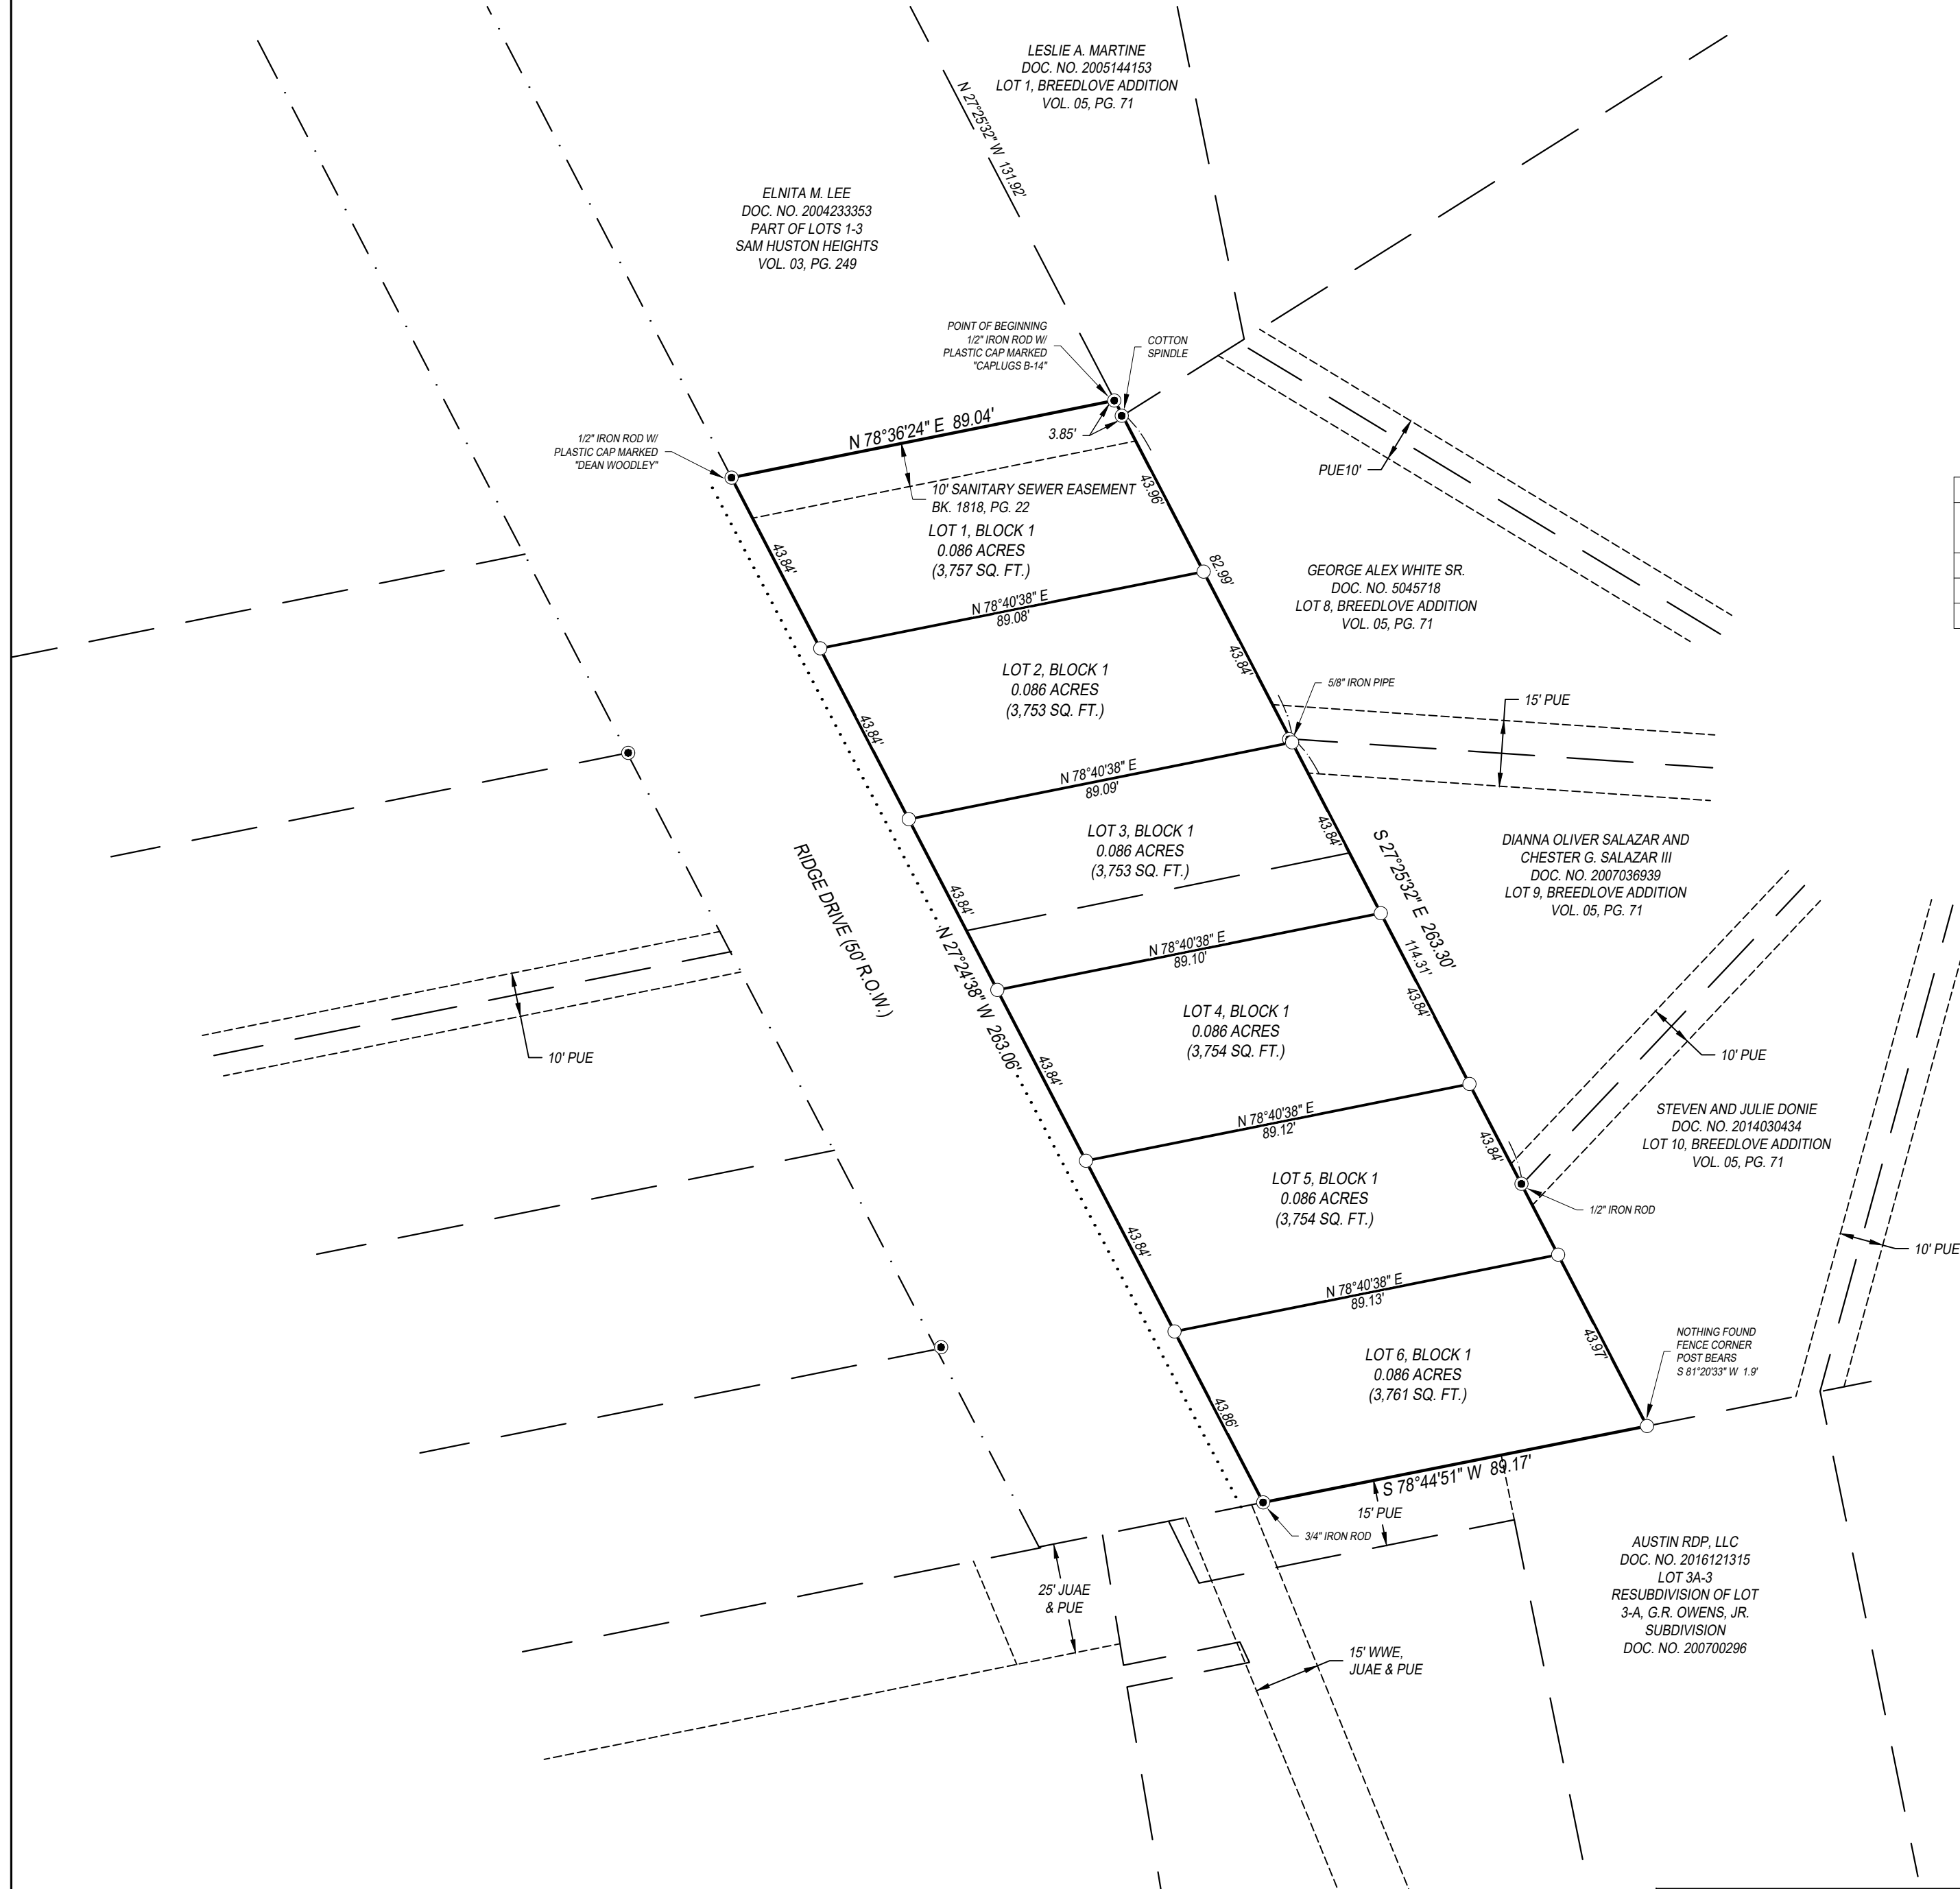 LESLIE A. MARTINE
DOC. NO. 2005144153
LOT 1, BREEDLOVE ADDITION
VOL. 05, PG. 71
N 27°25'32" W 131.92'
ELNITA M. LEE
DOC. NO. 2004233353
PART OF LOTS 1-3
SAM HUSTON HEIGHTS
VOL. 03, PG. 249
POINT OF BEGINNING
1/2" IRON ROD W/
PLASTIC CAP MARKED
"CAPLUGS B-14"
COTTON
SPINDLE
3.85'
1/2" IRON ROD W/
PLASTIC CAP MARKED
"DEAN WOODLEY"
N 78°36'24" E 89.04'
PUE10'
10' SANITARY SEWER EASEMENT
BK. 1818, PG. 22
43.96'
LOT 1, BLOCK 1
0.086 ACRES
(3,757 SQ. FT.)
43.84'
82.99'
GEORGE ALEX WHITE SR.
DOC. NO. 5045718
LOT 8, BREEDLOVE ADDITION
VOL. 05, PG. 71
N 78°40'38" E
89.08'
43.84'
LOT 2, BLOCK 1
0.086 ACRES
(3,753 SQ. FT.)
43.84'
5/8" IRON PIPE
15' PUE
N 78°40'38" E
89.09'
LOT 3, BLOCK 1
0.086 ACRES
(3,753 SQ. FT.)
43.84'
43.84'
S 27°25'32" E 263.30'
DIANNA OLIVER SALAZAR AND
CHESTER G. SALAZAR III
DOC. NO. 2007036939
LOT 9, BREEDLOVE ADDITION
VOL. 05, PG. 71
RIDGE DRIVE (50' R.O.W.)
N 27°24'38" W 263.06'
N 78°40'38" E
89.10'
114.31'
43.84'
LOT 4, BLOCK 1
0.086 ACRES
(3,754 SQ. FT.)
43.84'
10' PUE
10' PUE
N 78°40'38" E
89.12'
43.84'
STEVEN AND JULIE DONIE
DOC. NO. 2014030434
LOT 10, BREEDLOVE ADDITION
VOL. 05, PG. 71
LOT 5, BLOCK 1
0.086 ACRES
(3,754 SQ. FT.)
43.84'
1/2" IRON ROD
10' PUE
N 78°40'38" E
89.13'
LOT 6, BLOCK 1
0.086 ACRES
(3,761 SQ. FT.)
43.97'
43.86'
NOTHING FOUND
FENCE CORNER
POST BEARS
S 81°20'33" W 1.9'
S 78°44'51" W 89.17'
15' PUE
3/4" IRON ROD
25' JUAE
& PUE
15' WWE,
JUAE & PUE
AUSTIN RDP, LLC
DOC. NO. 2016121315
LOT 3A-3
RESUBDIVISION OF LOT
3-A, G.R. OWENS, JR.
SUBDIVISION
DOC. NO. 200700296